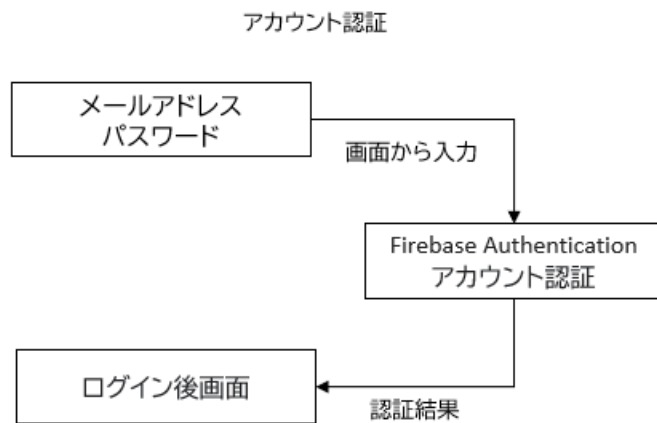 アカウント認証
メールアドレス
パスワード
画面から入力
Firebase Authentication
アカウント認証
ログイン後画面
認証結果